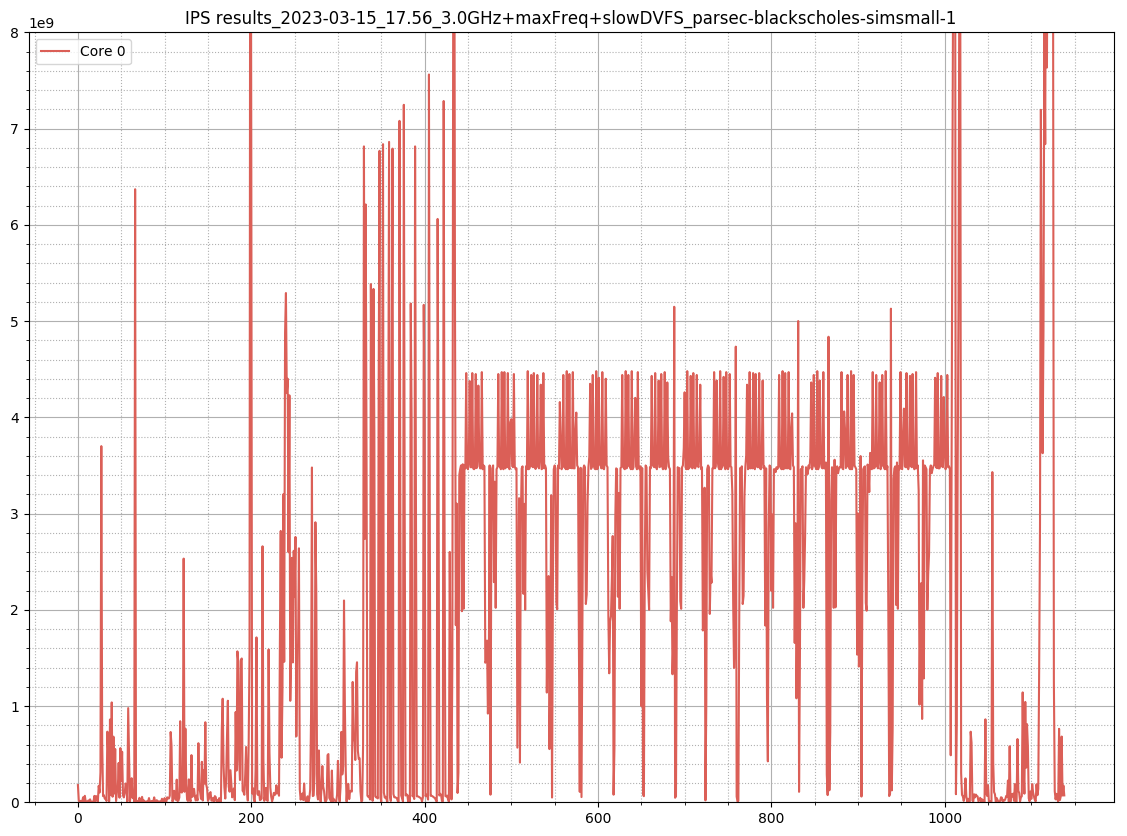 IPS results_2023-03-15_17.56_3.0GHz+maxFreq+slowDVFS_parsec-blackscholes-simsmall-1
1e9
Core 0
8
7
6
5
4
3
2
1
0
0 200 400 600 800 1000